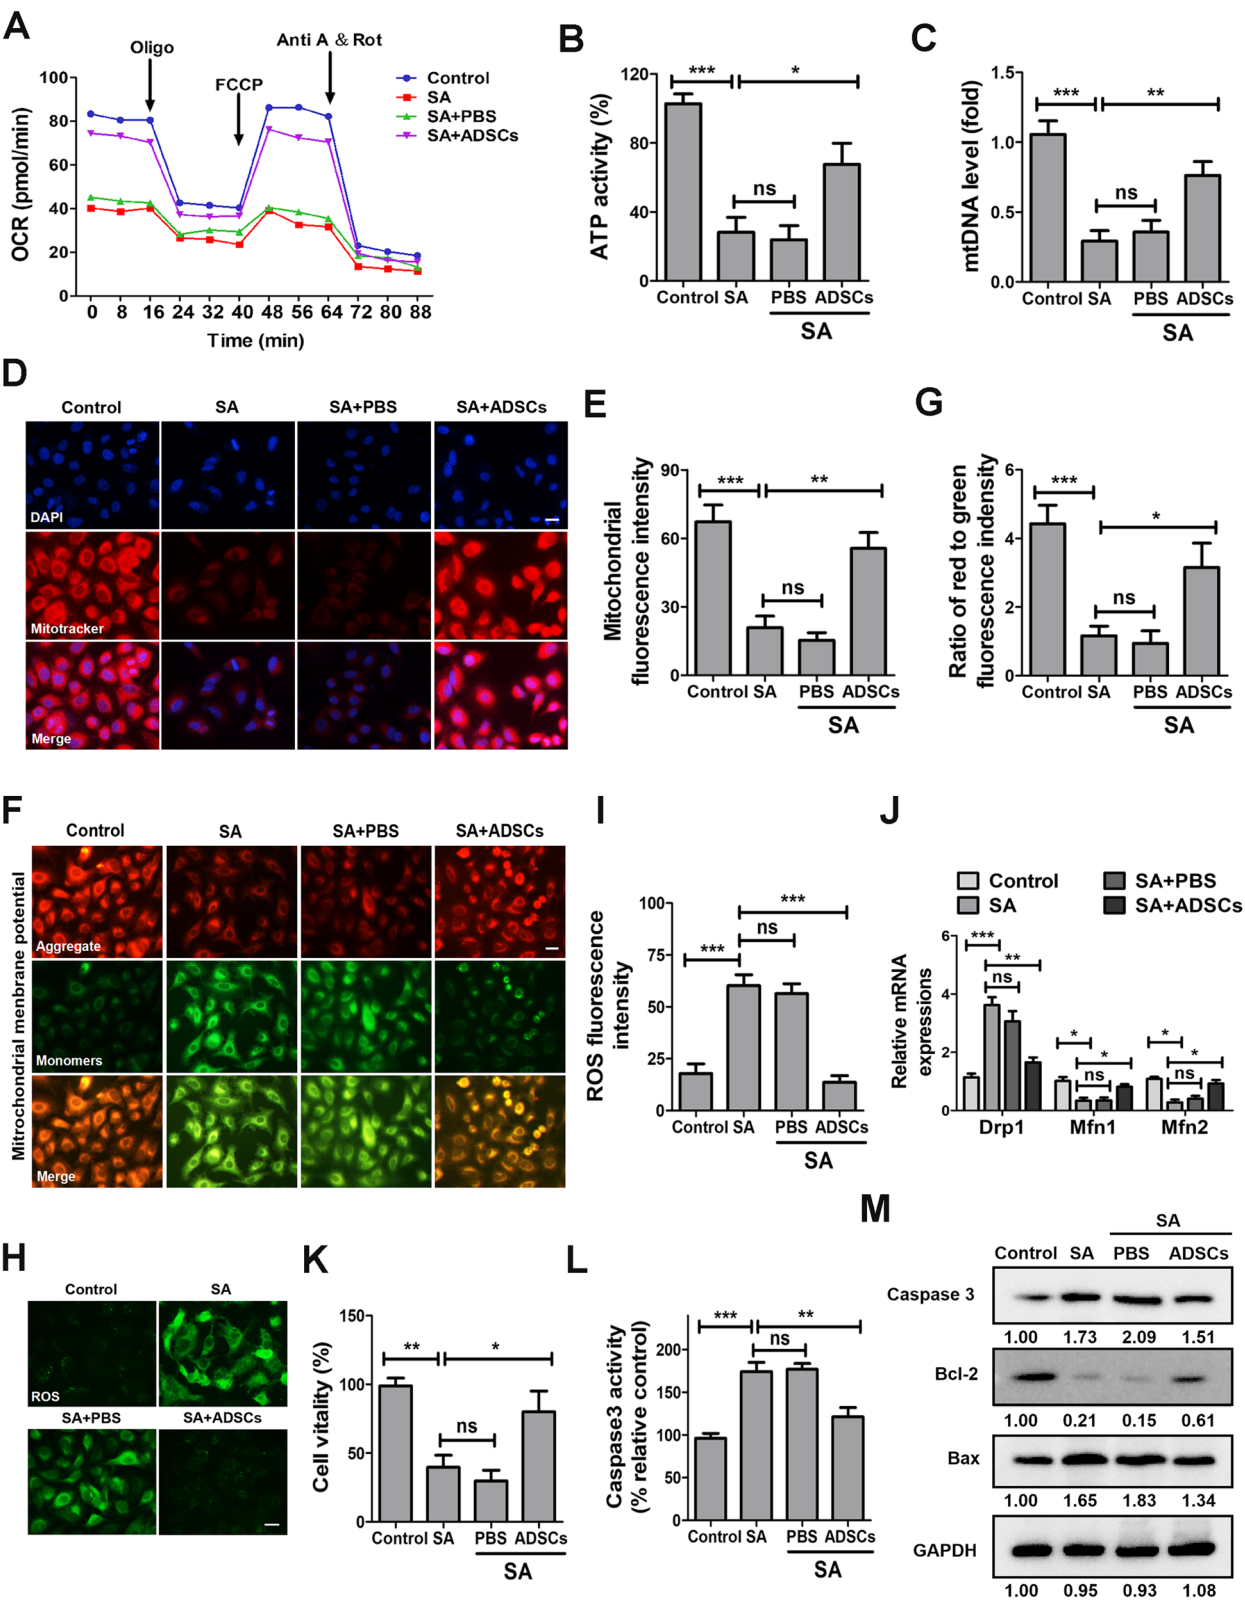 A
Oligo
Anti A & Rot
FCCP
Control
SA
SA+PBS
SA+ADSCs
OCR (pmol/min)
100
80
60
40
20
0
0 8 16 24 32 40 48 56 64 72 80 88
Time (min)
B
ATP activity (%)
120
80
40
0
***
*
ns
Control SA PBS ADSCs
SA
C
mtDNA level (fold)
1.5
1.0
0.5
0.0
***
**
ns
Control SA PBS ADSCs
SA
D
Control SA SA+PBS SA+ADSCs
DAPI
Mitotracker
Merge
E
Mitochondrial
fluorescence intensity
90
60
30
0
***
**
ns
Control SA PBS ADSCs
SA
G
Ratio of red to green
fluorescence indensity
6
4
2
0
***
*
ns
Control SA PBS ADSCs
SA
F
Control SA SA+PBS SA+ADSCs
Mitrochondrial menbrane potential
Aggregate
Monomers
Merge
I
ROS fluorescence
intensity
100
75
50
25
0
***
***
ns
Control SA PBS ADSCs
SA
J
Control
SA
SA+PBS
SA+ADSCs
Relative mRNA
expressions
6
4
2
0
***
**
ns
*
*
ns
*
*
ns
Drp1 Mfn1 Mfn2
H
Control SA
ROS
SA+PBS SA+ADSCs
K
Cell vitality (%)
150
100
50
0
**
*
ns
Control SA PBS ADSCs
SA
L
Caspase3 activity
(% relative control)
200
150
100
50
0
***
**
ns
Control SA PBS ADSCs
SA
M
SA
Control SA PBS ADSCs
Caspase 3
1.00 1.73 2.09 1.51
Bcl-2
1.00 0.21 0.15 0.61
Bax
1.00 1.65 1.83 1.34
GAPDH
1.00 0.95 0.93 1.08